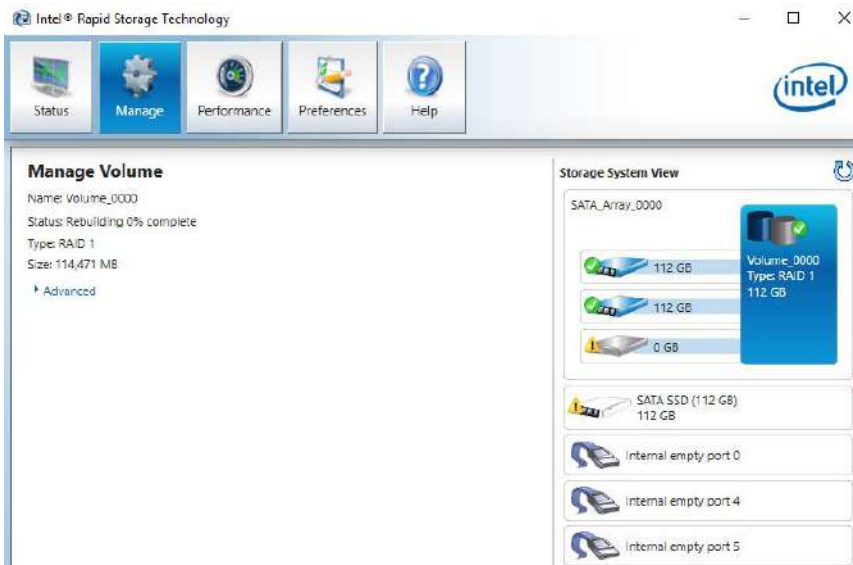 Intel® Rapid Storage Technology
Status
Manage
Performance
Preferences
Help
intel
Manage Volume
Name: Volume_0000
Status: Rebuilding 0% complete
Type: RAID 1
Size: 114,471 MB
Advanced
Storage System View
SATA_Array_0000
112 GB
112 GB
0 GB
Volume_0000
Type: RAID 1
112 GB
SATA SSD (112 GB)
112 GB
Internal empty port 0
Internal empty port 4
Internal empty port 5